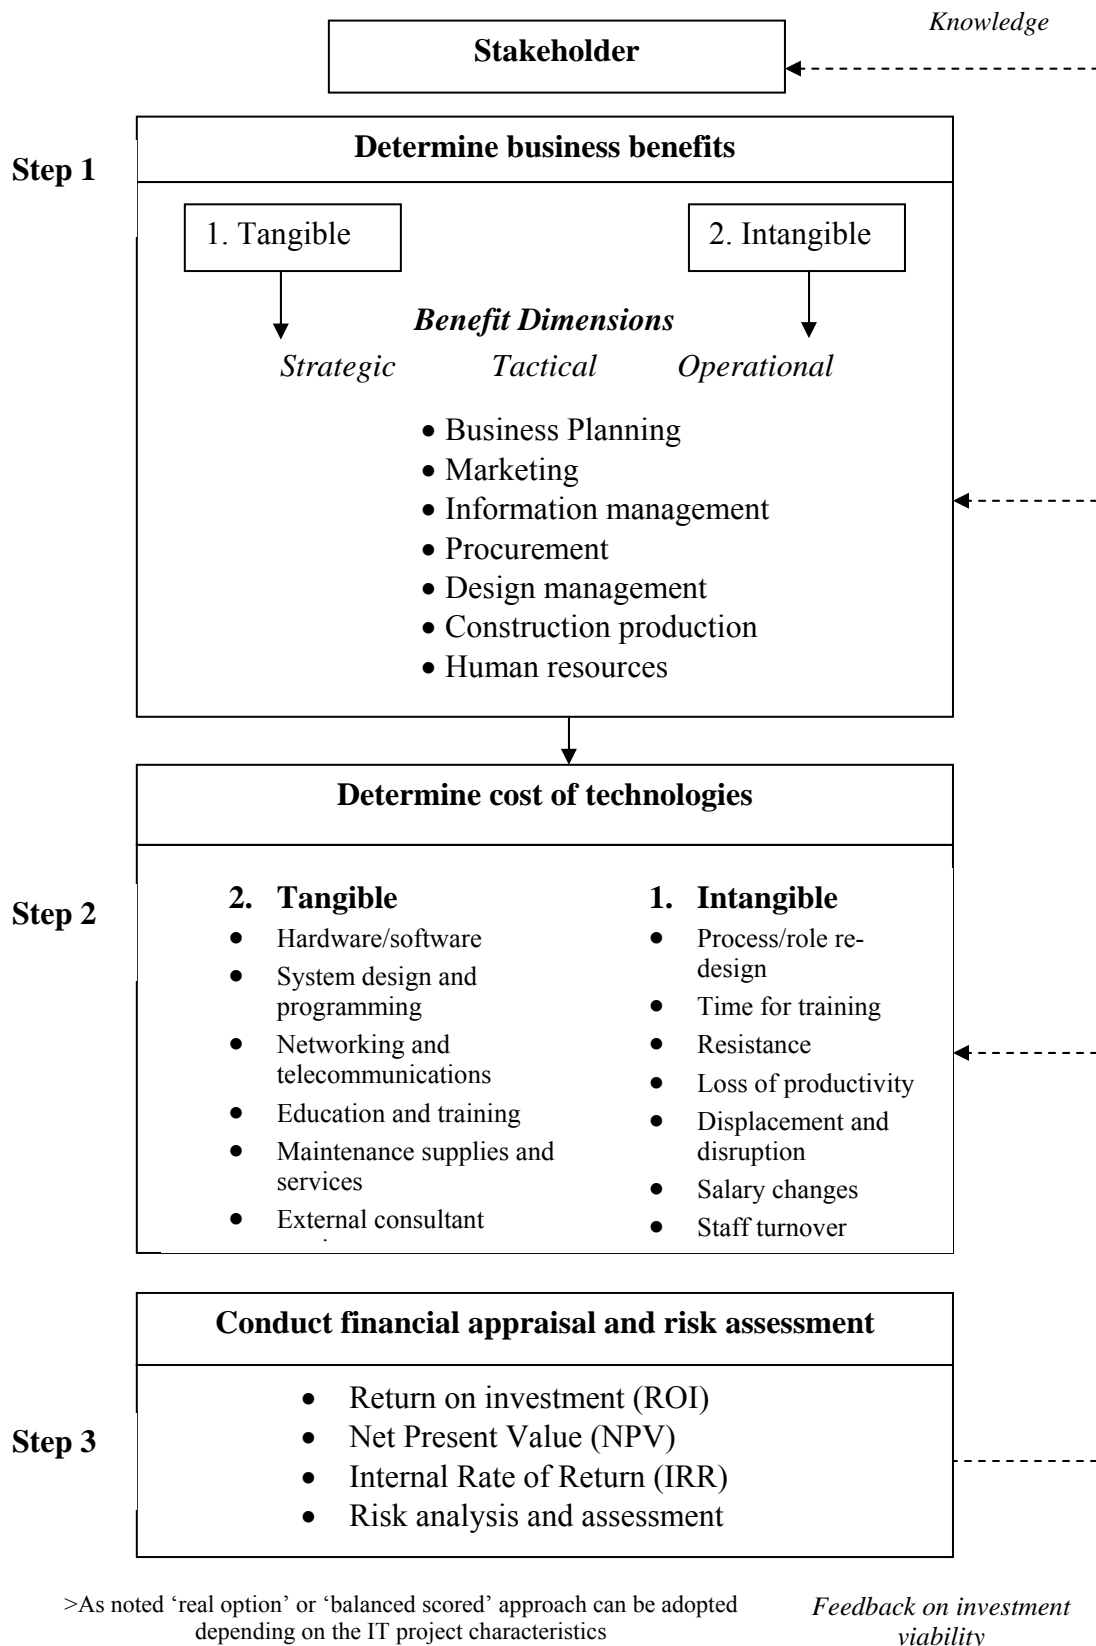 Knowledge
Stakeholder
Step 1
Determine business benefits
1. Tangible
2. Intangible
Benefit Dimensions
Strategic Tactical Operational
• Business Planning
• Marketing
• Information management
• Procurement
• Design management
• Construction production
• Human resources
Determine cost of technologies
Step 2
2. Tangible
• Hardware/software
• System design and
programming
• Networking and
telecommunications
• Education and training
• Maintenance supplies and
services
• External consultant
1. Intangible
• Process/role re-
design
• Time for training
• Resistance
• Loss of productivity
• Displacement and
disruption
• Salary changes
• Staff turnover
Conduct financial appraisal and risk assessment
Step 3
• Return on investment (ROI)
• Net Present Value (NPV)
• Internal Rate of Return (IRR)
• Risk analysis and assessment
>As noted ‘real option’ or ‘balanced scored’ approach can be adopted
depending on the IT project characteristics
Feedback on investment
viability